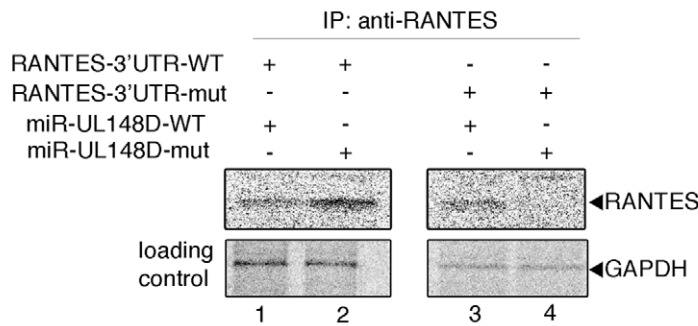 IP: anti-RANTES
RANTES-3'UTR-WT + + - -
RANTES-3'UTR-mut - - + +
miR-UL148D-WT + - + -
miR-UL148D-mut - + - +
◄RANTES
loading
control
◄GAPDH
1 2 3 4